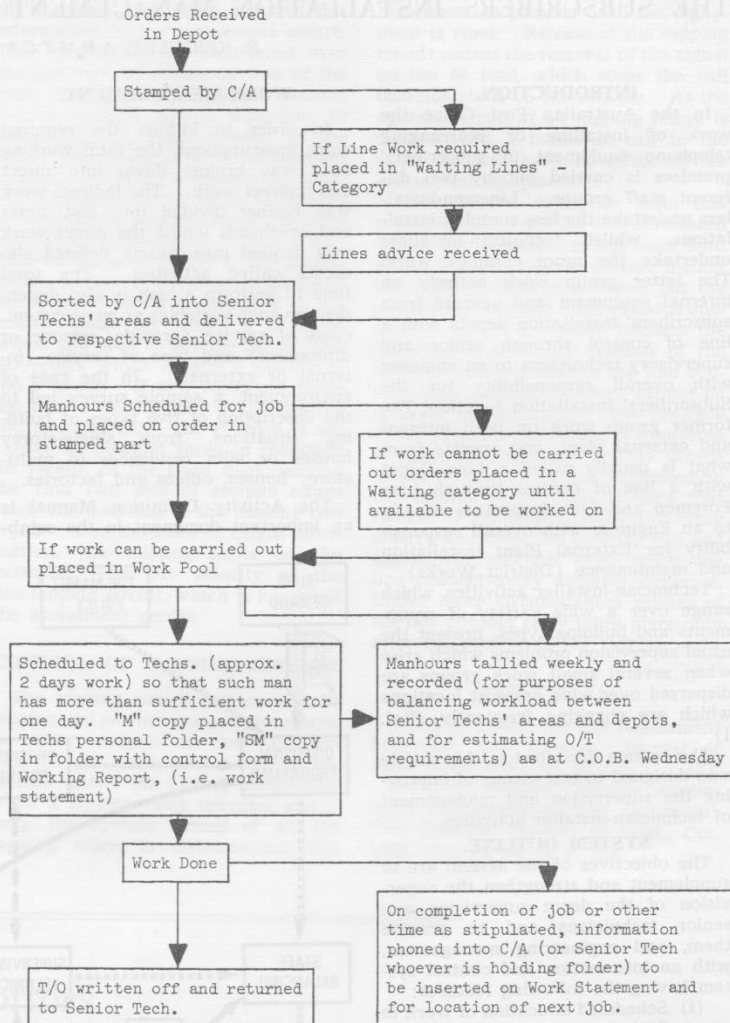 Orders Received
in Depot
Stamped by C/A
If Line Work required
placed in "Waiting Lines"
Category
Lines advice received
Sorted by C/A into Senior
Techs' areas and delivered
to respective Senior Tech.
Manhours Scheduled for job
and placed on order in
stamped part
If work cannot be carried
out orders placed in a
Waiting category until
available to be worked on
If work can be carried out
placed in Work Pool
Scheduled to Techs. (approx.
2 days work) so that such man
has more than sufficient work for
one day. "M" copy placed in
Techs personal folder, "SM" copy
in folder with control form and
Working Report, (i.e. work
statement)
Manhours tallied weekly and
recorded (for purposes of
balancing workload between
Senior Techs' areas and depots,
and for estimating O/T
requirements) as at C.O.B. Wednesday
Work Done
On completion of job or other
time as stipulated, information
phoned into C/A (or Senior Tech
whoever is holding folder) to
be inserted on Work Statement and
for location of next job.
T/O written off and returned
to Senior Tech.